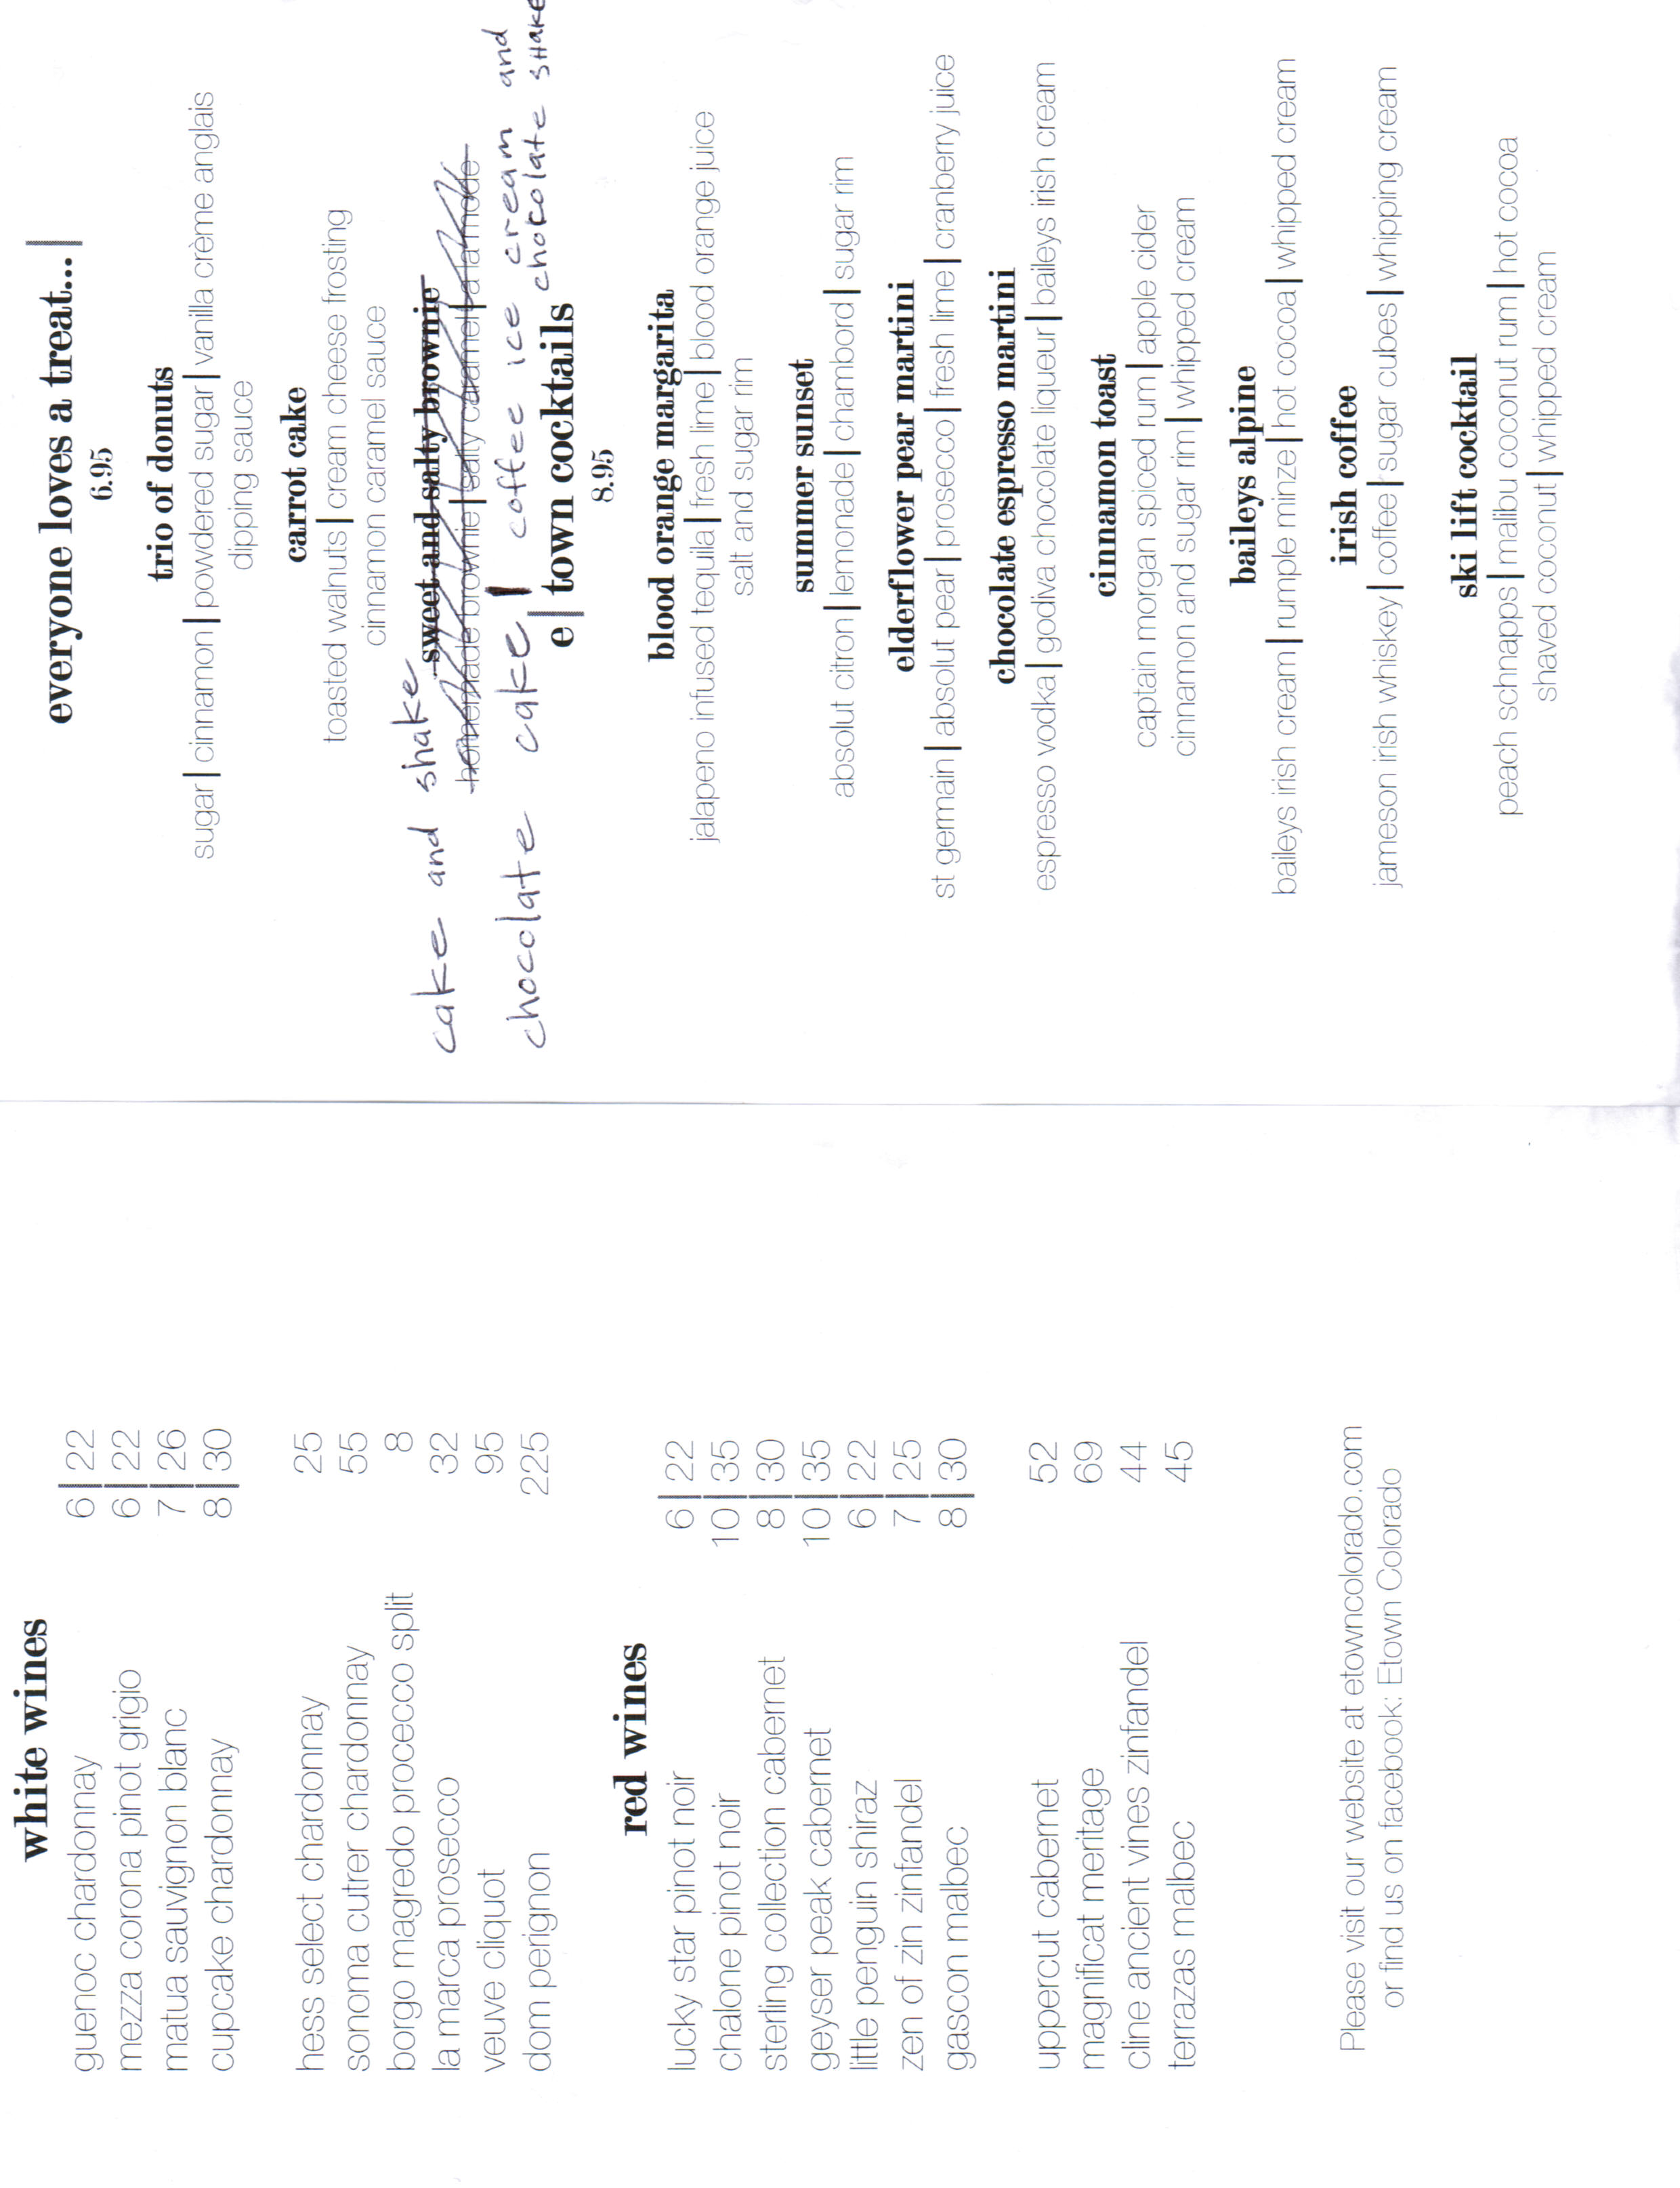 white wines
guenoc chardonnay 6 | 22
mezza corona pinot grigio 6 | 22
matua sauvignon blanc 7 | 26
cupcake chardonnay 8 | 30
hess select chardonnay 25
sonoma cutrer chardonnay 55
borgo magredo procecco split 8
la marca prosecco 32
veuve cliquot 95
dom perignon 225
red wines
lucky star pinot noir 6 | 22
chalone pinot noir 10 | 35
sterling collection cabernet 8 | 30
geyser peak cabernet 10 | 35
little penguin shiraz 6 | 22
zen of zin zinfandel 7 | 25
gascon malbec 8 | 30
uppercut cabernet 52
magnificat meritage 69
cline ancient vines zinfandel 44
terrazas malbec 45
Please visit our website at etowncolorado.com
or find us on facebook: Etown Colorado
everyone loves a treat... |
6.95
trio of donuts
sugar | cinnamon | powdered sugar | vanilla crème anglais
dipping sauce
carrot cake
toasted walnuts | cream cheese frosting
cinnamon caramel sauce
cake and shake
sweet and salty brownie
homemade brownie | salty caramel | a la mode
chocolate cake | coffee ice cream and
chokolate shake
e | town cocktails
8.95
blood orange margarita
jalapeno infused tequila | fresh lime | blood orange juice
salt and sugar rim
summer sunset
absolut citron | lemonade | chambord | sugar rim
elderflower pear martini
st germain | absolut pear | prosecco | fresh lime | cranberry juice
chocolate espresso martini
espresso vodka | godiva chocolate liqueur | baileys irish cream
cinnamon toast
captain morgan spiced rum | apple cider
cinnamon and sugar rim | whipped cream
baileys alpine
baileys irish cream | rumple minze | hot cocoa | whipped cream
irish coffee
jameson irish whiskey | coffee | sugar cubes | whipping cream
ski lift cocktail
peach schnapps | malibu coconut rum | hot cocoa
shaved coconut | whipped cream